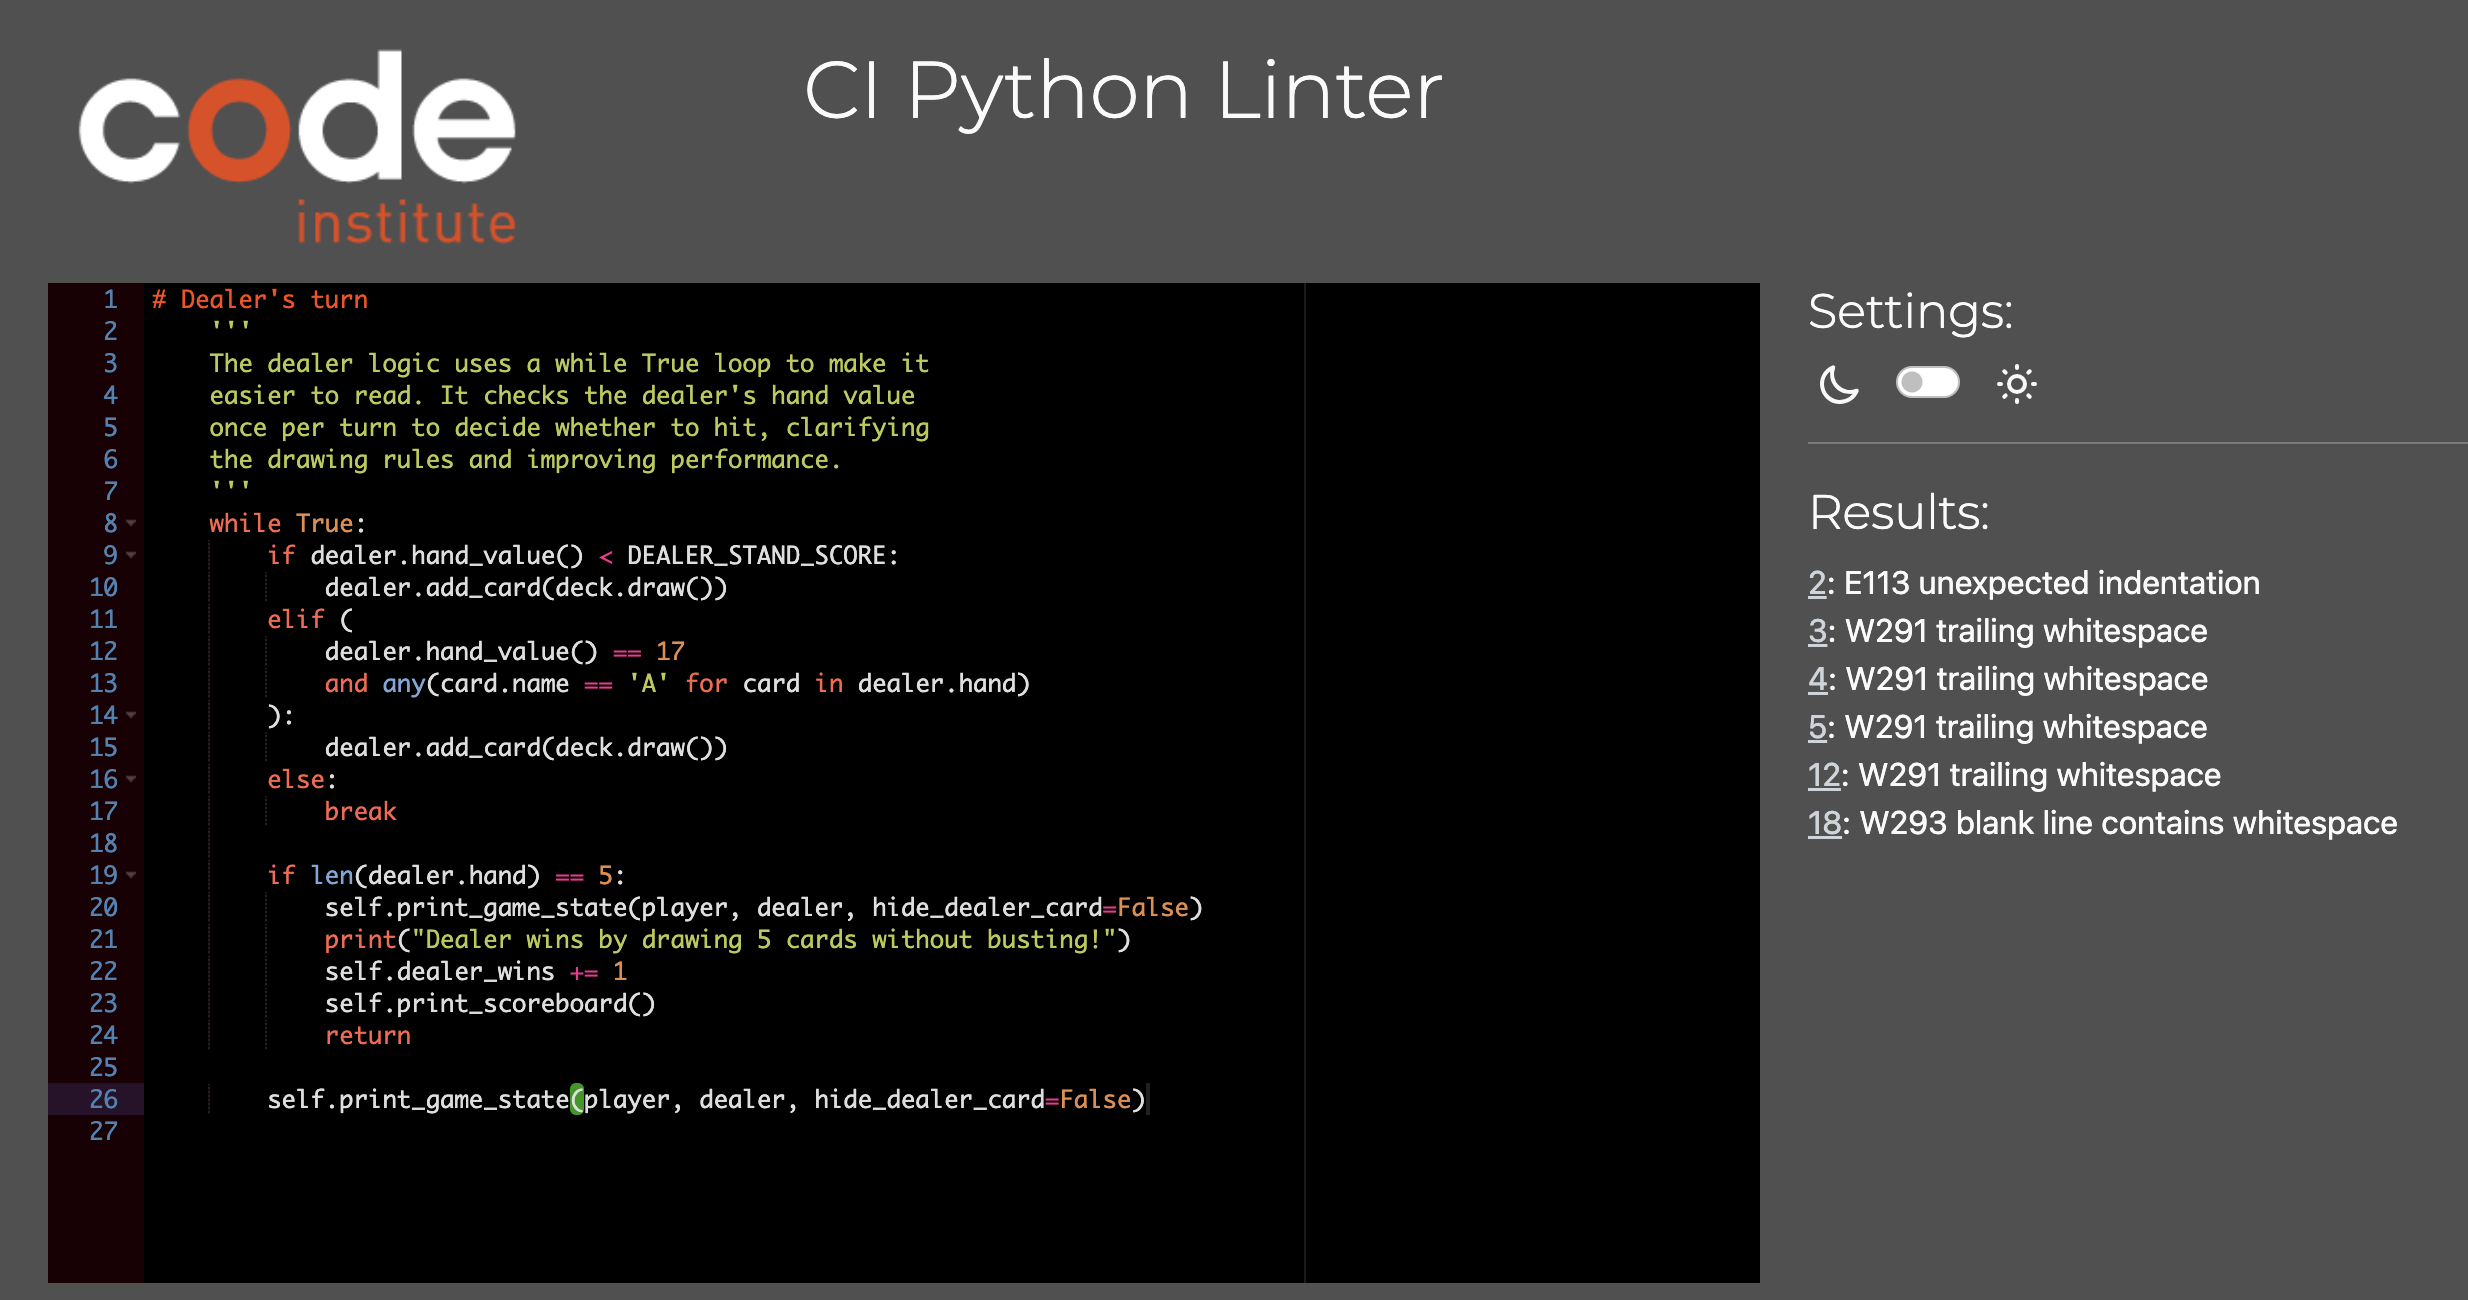 code
institute
CI Python Linter
1 # Dealer's turn
2     '''
3     The dealer logic uses a while True loop to make it
4     easier to read. It checks the dealer's hand value
5     once per turn to decide whether to hit, clarifying
6     the drawing rules and improving performance.
7     '''
8     while True:
9         if dealer.hand_value() < DEALER_STAND_SCORE:
10             dealer.add_card(deck.draw())
11         elif (
12             dealer.hand_value() == 17
13             and any(card.name == 'A' for card in dealer.hand)
14         ):
15             dealer.add_card(deck.draw())
16         else:
17             break
18
19         if len(dealer.hand) == 5:
20             self.print_game_state(player, dealer, hide_dealer_card=False)
21             print("Dealer wins by drawing 5 cards without busting!")
22             self.dealer_wins += 1
23             self.print_scoreboard()
24             return
25
26         self.print_game_state(player, dealer, hide_dealer_card=False)
27
Settings:
Results:
2: E113 unexpected indentation
3: W291 trailing whitespace
4: W291 trailing whitespace
5: W291 trailing whitespace
12: W291 trailing whitespace
18: W293 blank line contains whitespace